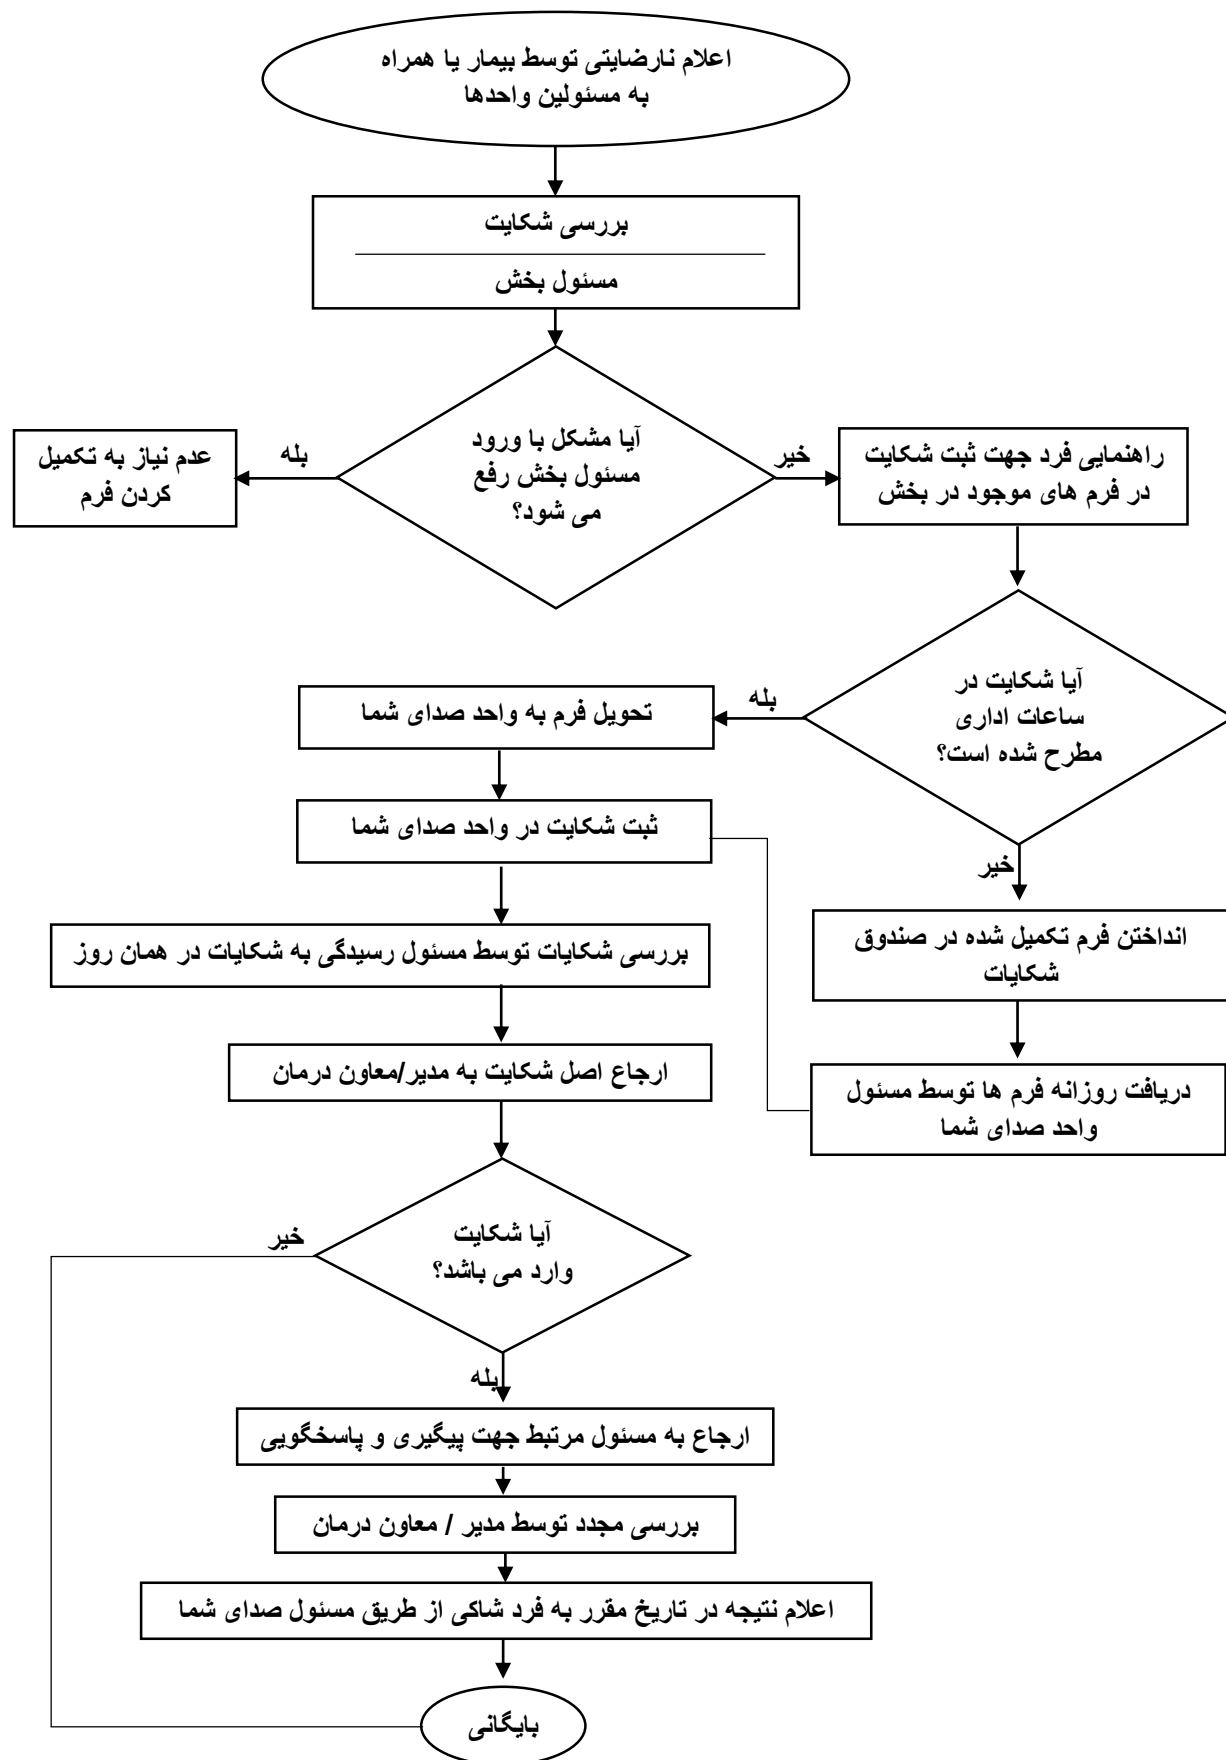 اعلام نارضایتی توسط بیمار یا همراه
به مسئولین واحدها
بررسی شکایت
مسئول بخش
آیا مشکل با ورود
مسئول بخش رفع
می شود؟
بله
عدم نیاز به تکمیل
کردن فرم
خیر
راهنمایی فرد جهت ثبت شکایت
در فرم های موجود در بخش
آیا شکایت در
ساعات اداری
مطرح شده است؟
بله
تحویل فرم به واحد صدای شما
ثبت شکایت در واحد صدای شما
خیر
انداختن فرم تکمیل شده در صندوق
شکایات
دریافت روزانه فرم ها توسط مسئول
واحد صدای شما
بررسی شکایات توسط مسئول رسیدگی به شکایات در همان روز
ارجاع اصل شکایت به مدیر/معاون درمان
آیا شکایت
وارد می باشد؟
خیر
بله
ارجاع به مسئول مرتبط جهت پیگیری و پاسخگویی
بررسی مجدد توسط مدیر / معاون درمان
اعلام نتیجه در تاریخ مقرر به فرد شاکی از طریق مسئول صدای شما
بایگانی